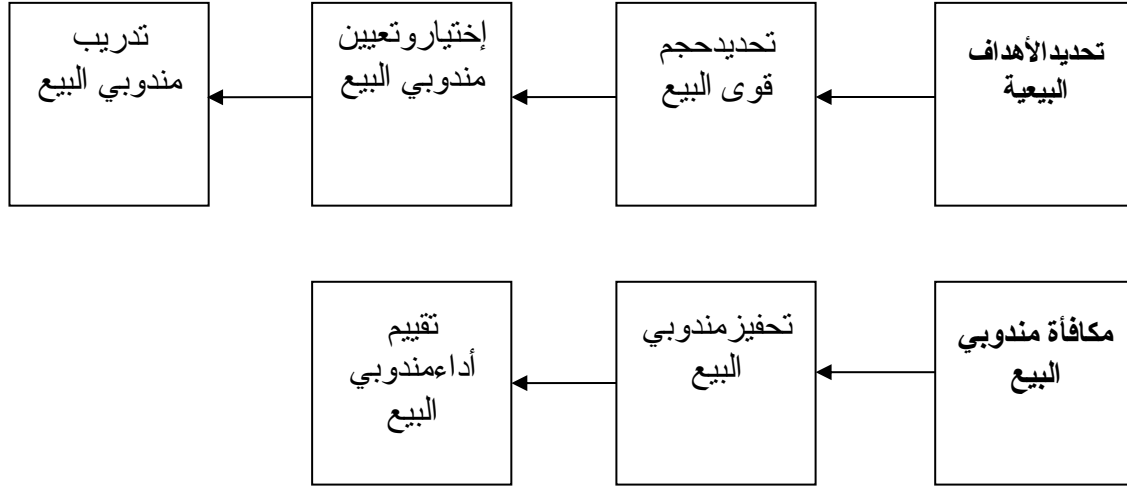 تحديدالأهداف
البيعية
تحديدحجم
قوى البيع
إختياروتعيين
مندوبي البيع
تدريب
مندوبي البيع
مكافأة مندوبي
البيع
تحفيزمندوبي
البيع
تقييم
أداءمندوبي
البيع